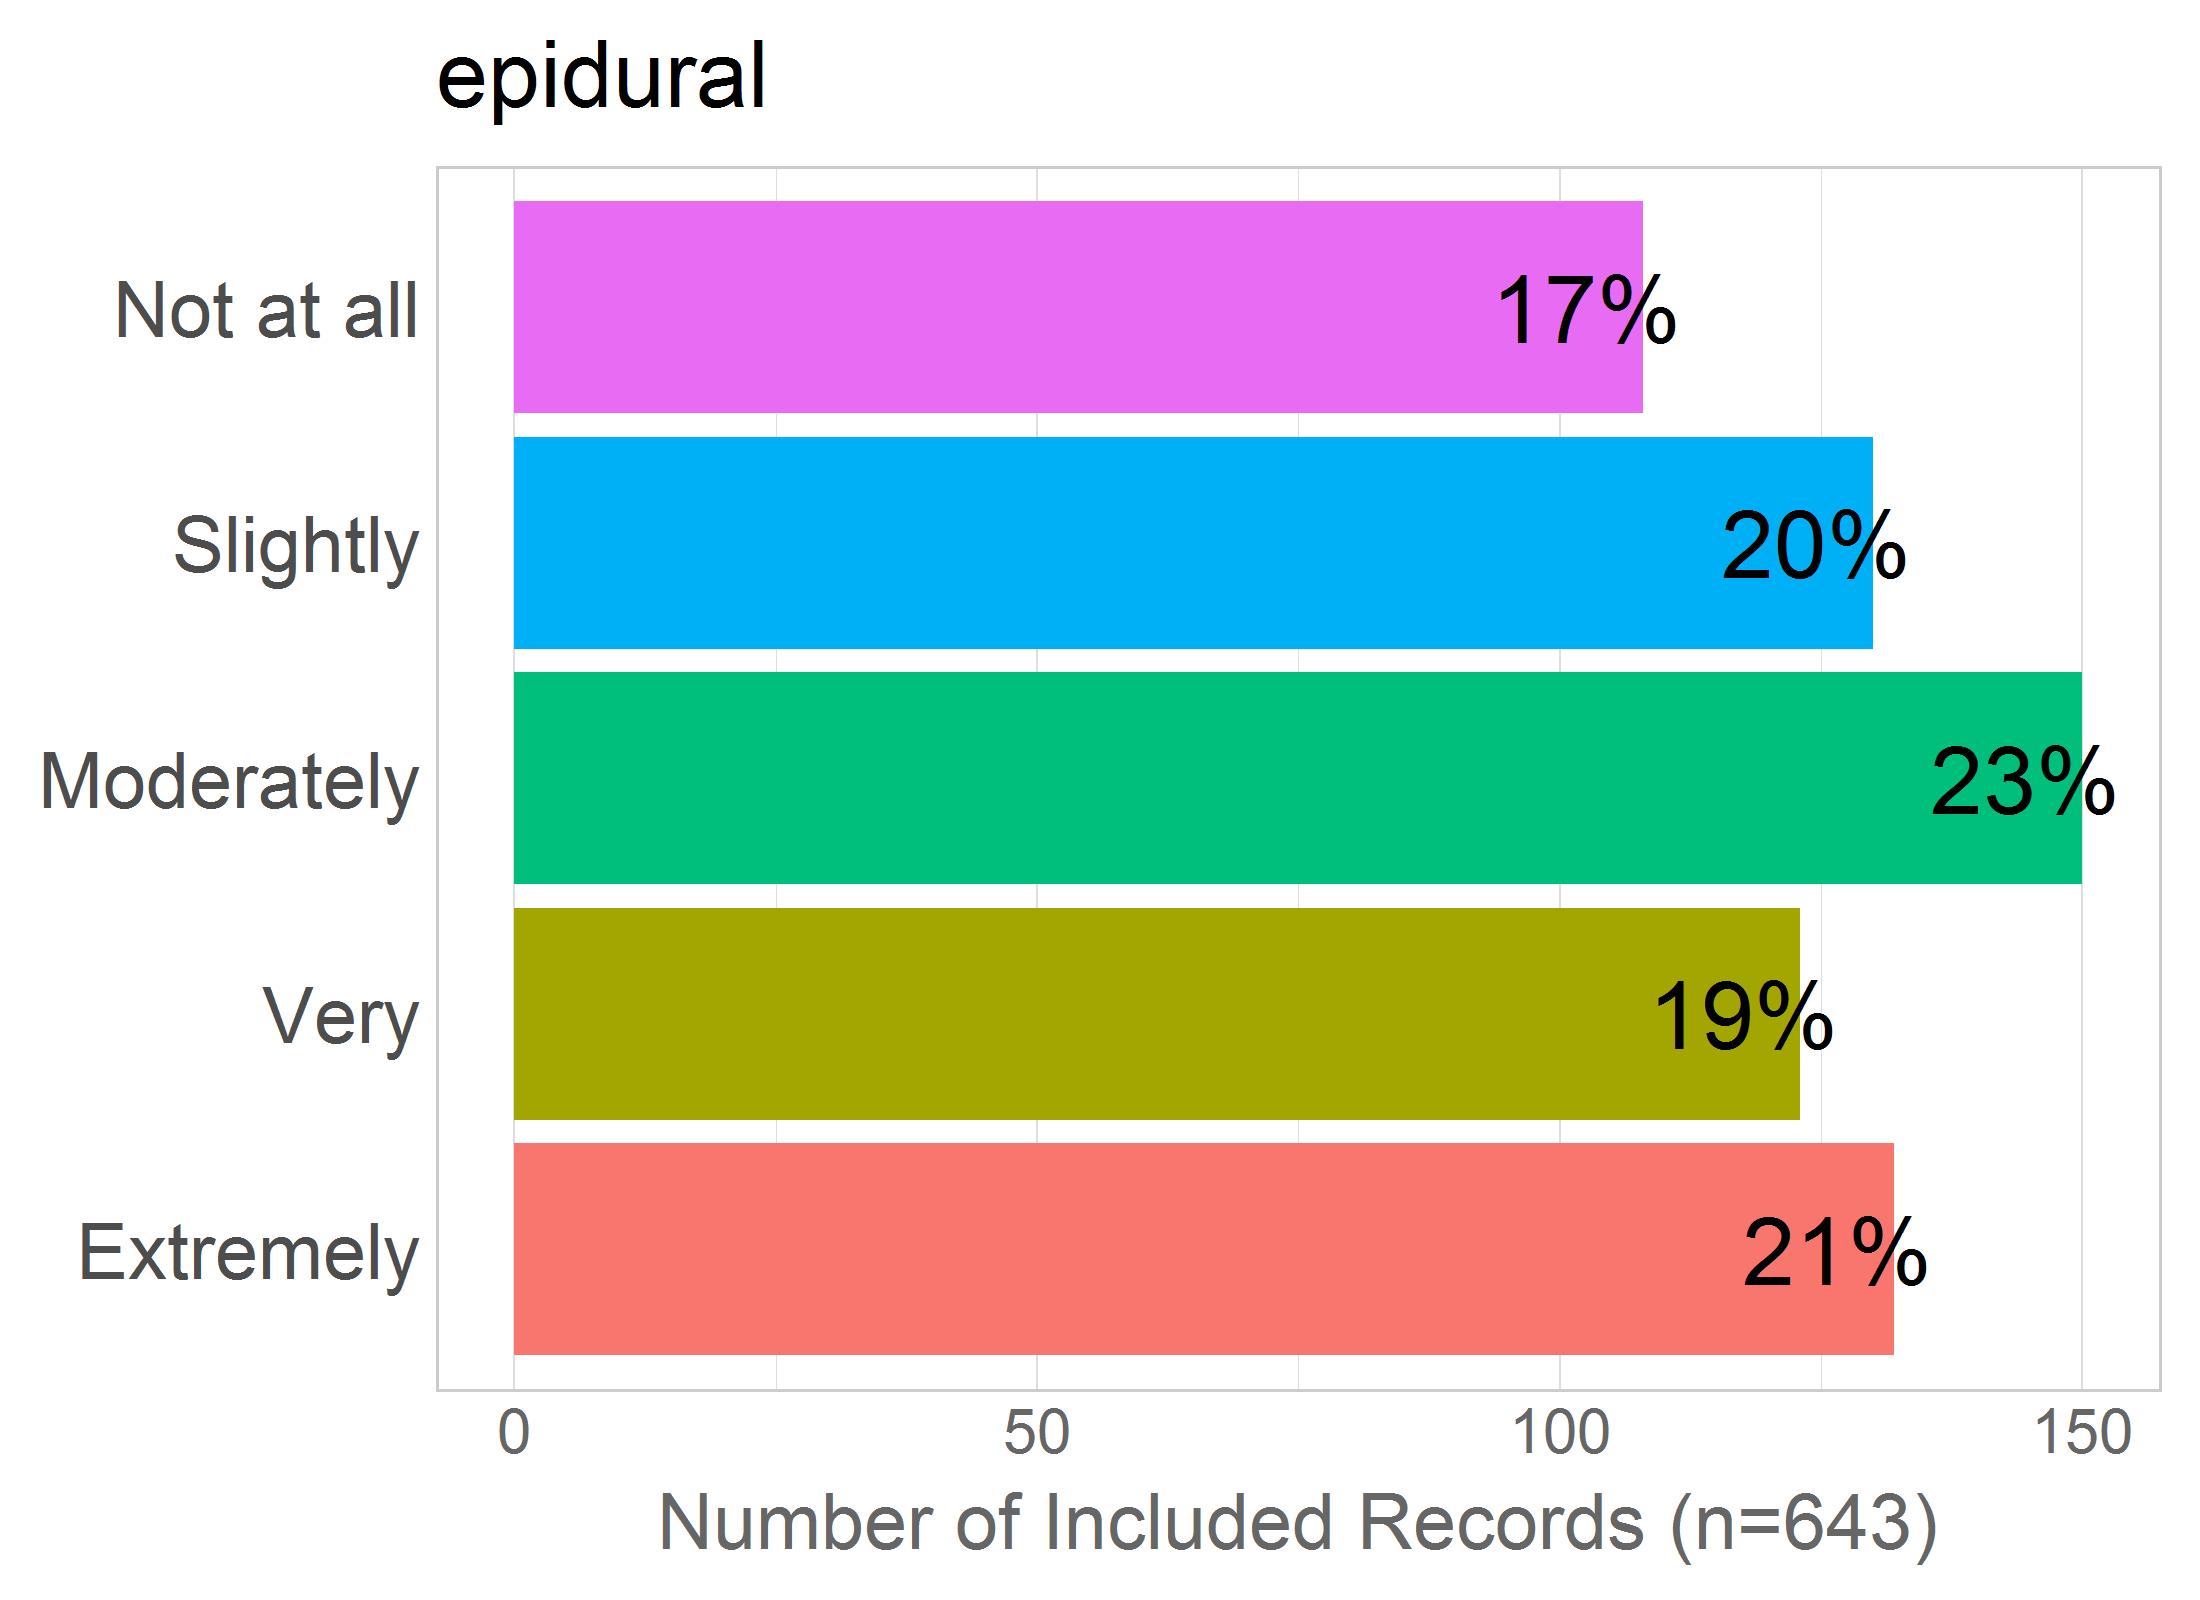 epidural
Not at all
17%
Slightly
20%
Moderately
23%
Very
19%
Extremely
21%
0 50 100 150
Number of Included Records (n=643)